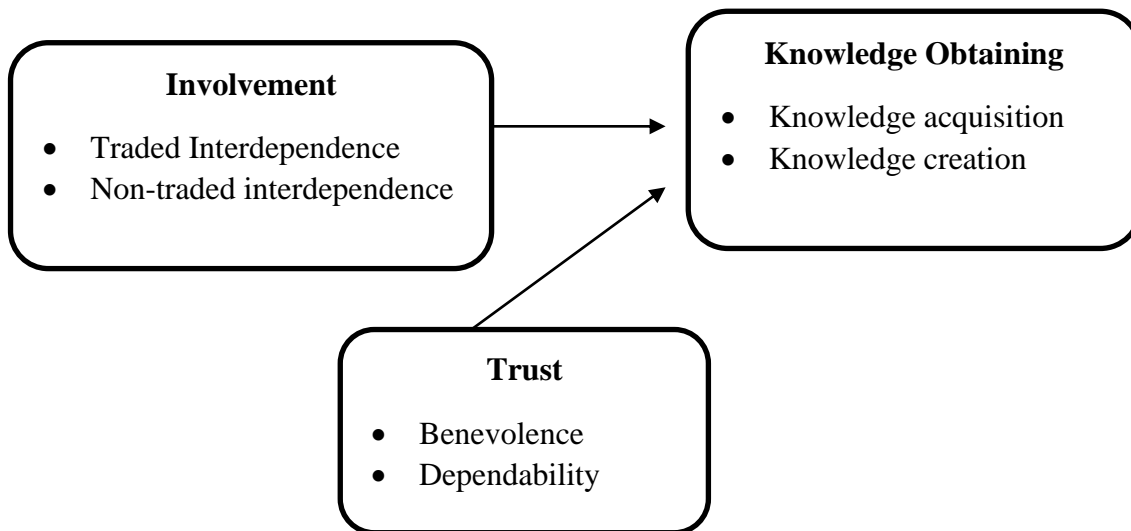 Involvement
• Traded Interdependence
• Non-traded interdependence
Knowledge Obtaining
• Knowledge acquisition
• Knowledge creation
Trust
• Benevolence
• Dependability